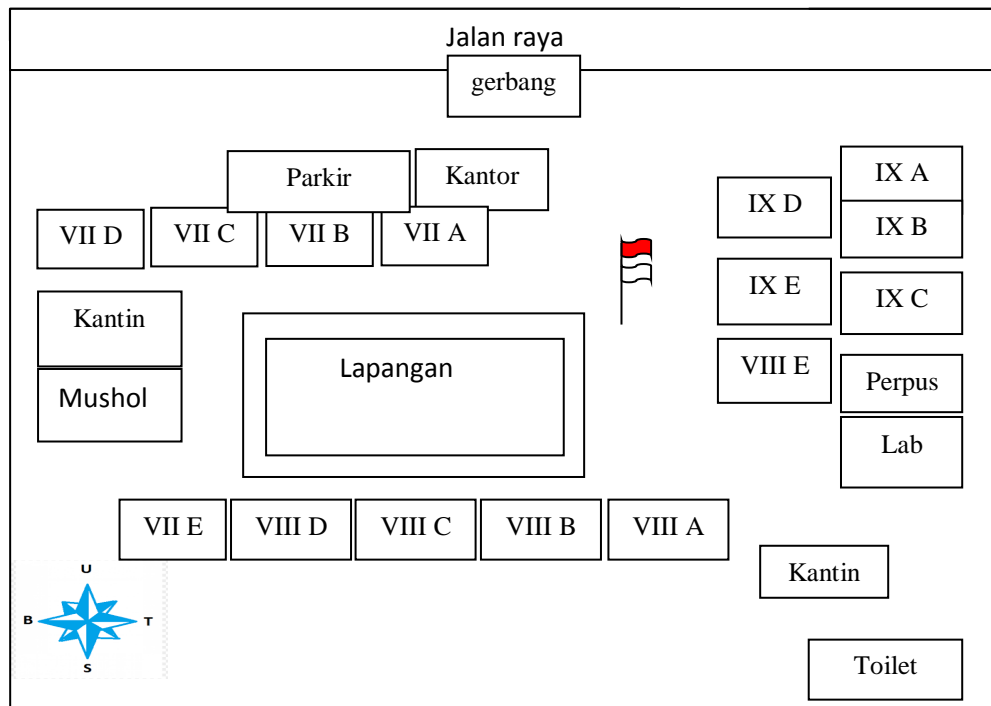 Jalan raya
gerbang
Parkir
Kantor
IX A
IX D
IX B
VII D
VII C
VII B
VII A
IX E
IX C
Kantin
Lapangan
VIII E
Perpus
Mushol
Lab
VII E
VIII D
VIII C
VIII B
VIII A
Kantin
U
B
T
S
Toilet